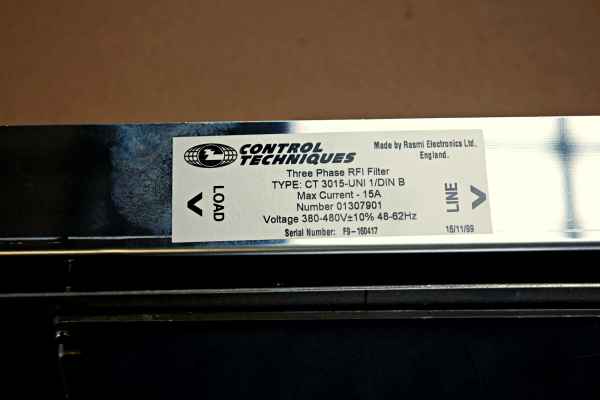 CONTROL TECHNIQUES
Made by Rasmi Electronics Ltd.
England.
Three Phase RFI Filter
TYPE: CT 3015-UNI 1/DIN B
Max Current - 15A
Number 01307901
Voltage 380-480V±10% 48-62Hz
Serial Number: F9-160417
LOAD
LINE
16/11/99